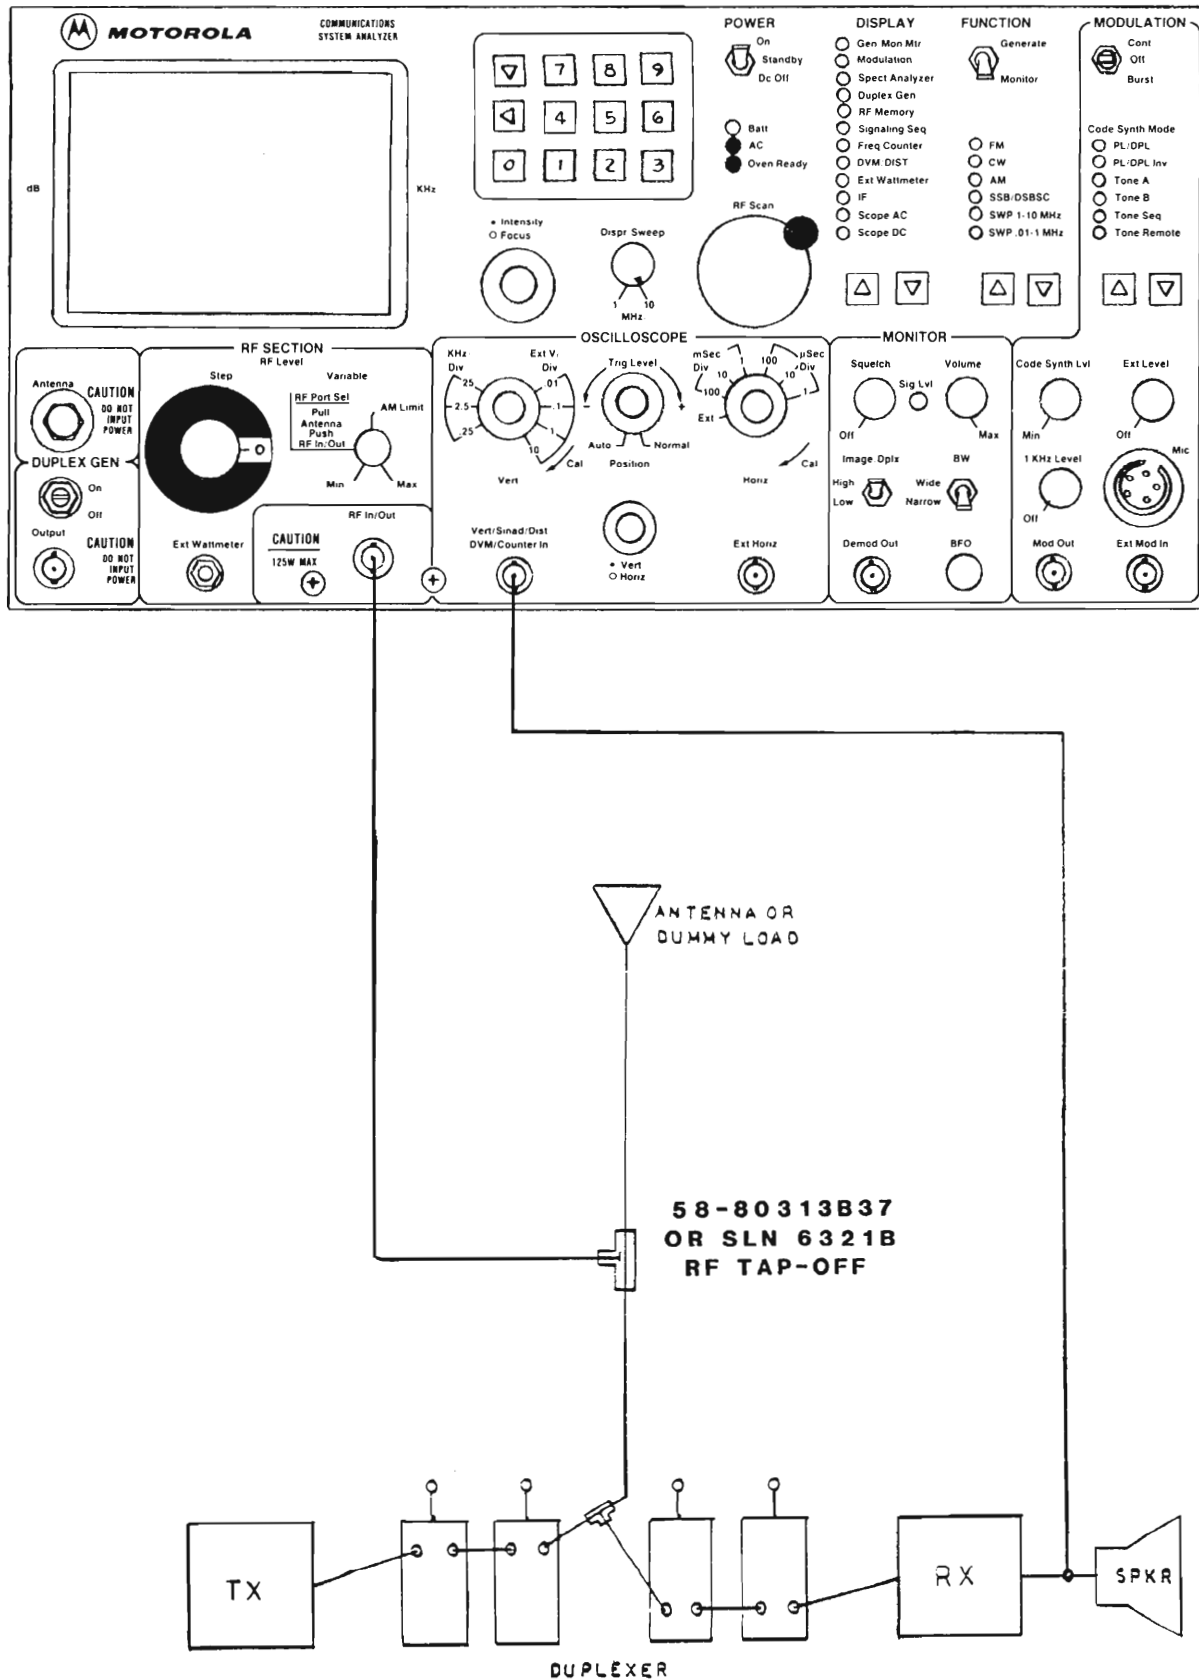 MOTOROLA
COMMUNICATIONS
SYSTEM ANALYZER
dB
KHz
7 8 9
4 5 6
0 1 2 3
• Intensity
O Focus
Dispr Sweep
1 10
MHz
POWER
On
Standby
Dc Off
Batt
AC
Oven Ready
RF Scan
DISPLAY
Gen Mon Mtr
Modulation
Spect Analyzer
Duplex Gen
RF Memory
Signaling Seq
Freq Counter
DVM/DIST
Ext Wattmeter
IF
Scope AC
Scope DC
FUNCTION
Generate
Monitor
FM
CW
AM
SSB/DSBSC
SWP 1-10 MHz
SWP .01-1 MHz
MODULATION
Cont
Off
Burst
Code Synth Mode
PL/DPL
PL/DPL Inv
Tone A
Tone B
Tone Seq
Tone Remote
Antenna
CAUTION
DO NOT
INPUT
POWER
DUPLEX GEN
On
Off
Output
CAUTION
DO NOT
INPUT
POWER
RF SECTION
RF Level
Step
Variable
RF Port Sel
Pull
Antenna
Push
RF In/Out
AM Limit
Min Max
0
Ext Wattmeter
CAUTION
125W MAX
RF In/Out
OSCILLOSCOPE
KHz
Div
25
2.5
.25
Ext V.
Div
.01
.1
1
10
Cal
Vert
Trig Level
- +
Auto Normal
Position
mSec
Div
1
10
100
Ext
µSec
Div
100
10
1
Cal
Horiz
Vert/Sinad/Dist
DVM/Counter In
• Vert
O Horiz
Ext Horiz
MONITOR
Squelch
Off
Sig Lvl
Volume
Max
Image Dplx
High
Low
BW
Wide
Narrow
Demod Out
BFO
Code Synth Lvl
Min
Ext Level
Off
1 KHz Level
Off
Mic
Mod Out
Ext Mod In
ANTENNA OR
DUMMY LOAD
58-80313B37
OR SLN 6321B
RF TAP-OFF
TX
RX
SPKR
DUPLEXER